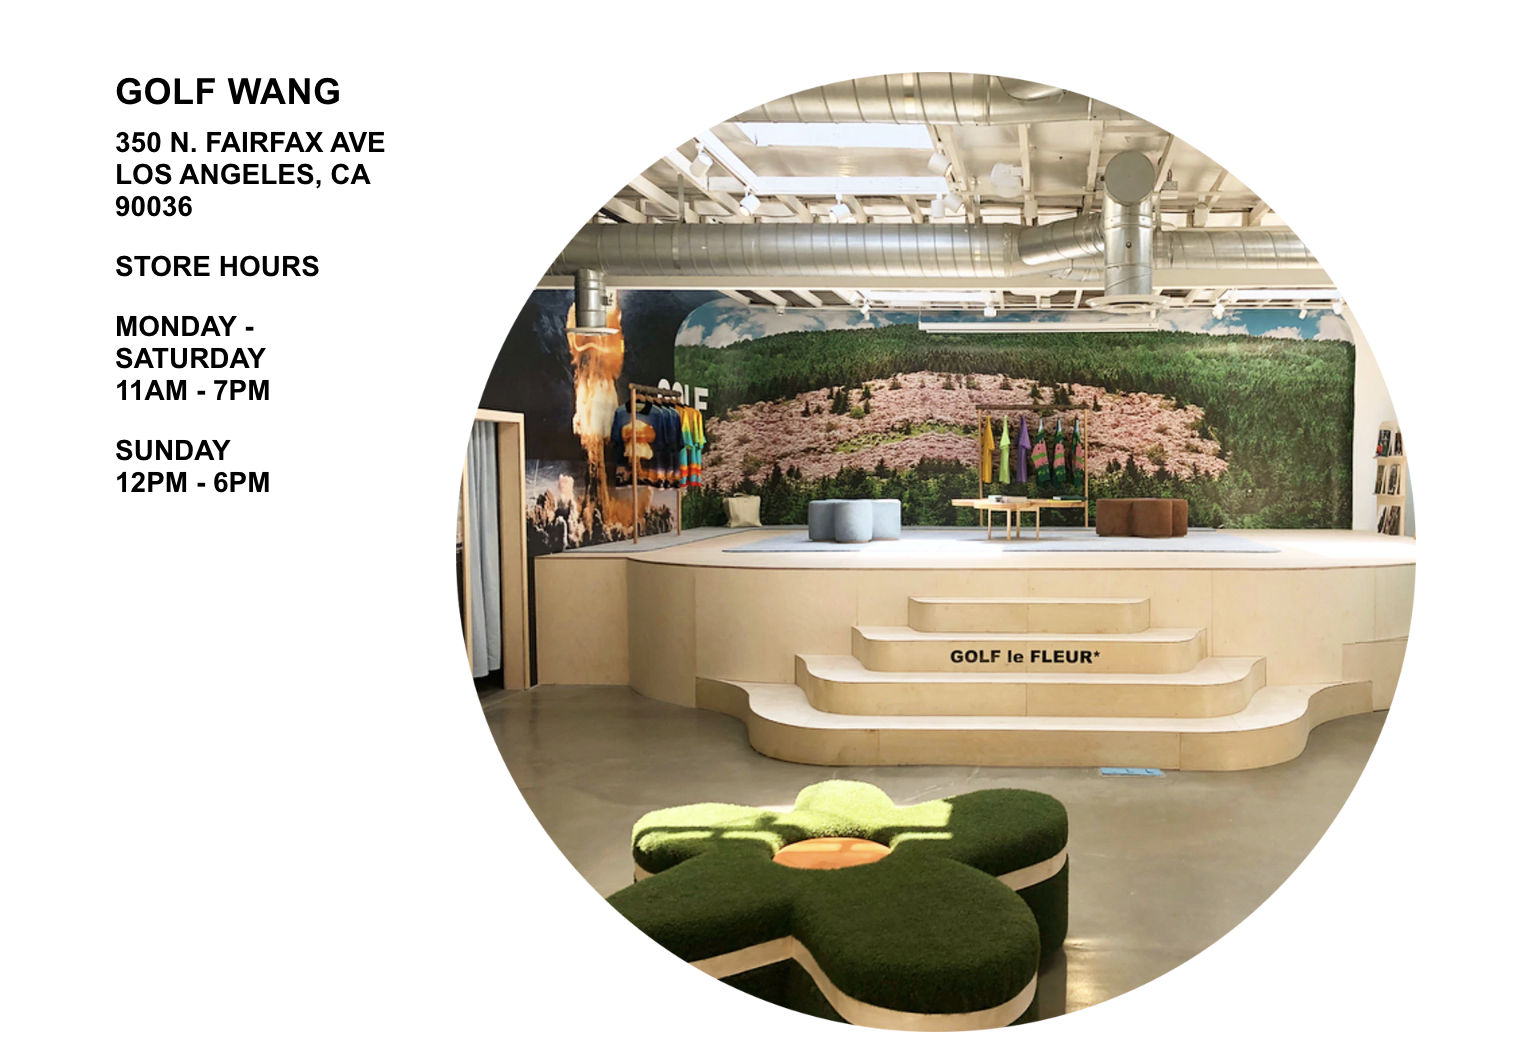 GOLF WANG
350 N. FAIRFAX AVE
LOS ANGELES, CA
90036
STORE HOURS
MONDAY -
SATURDAY
11AM - 7PM
SUNDAY
12PM - 6PM
GOLF
GOLF le FLEUR*